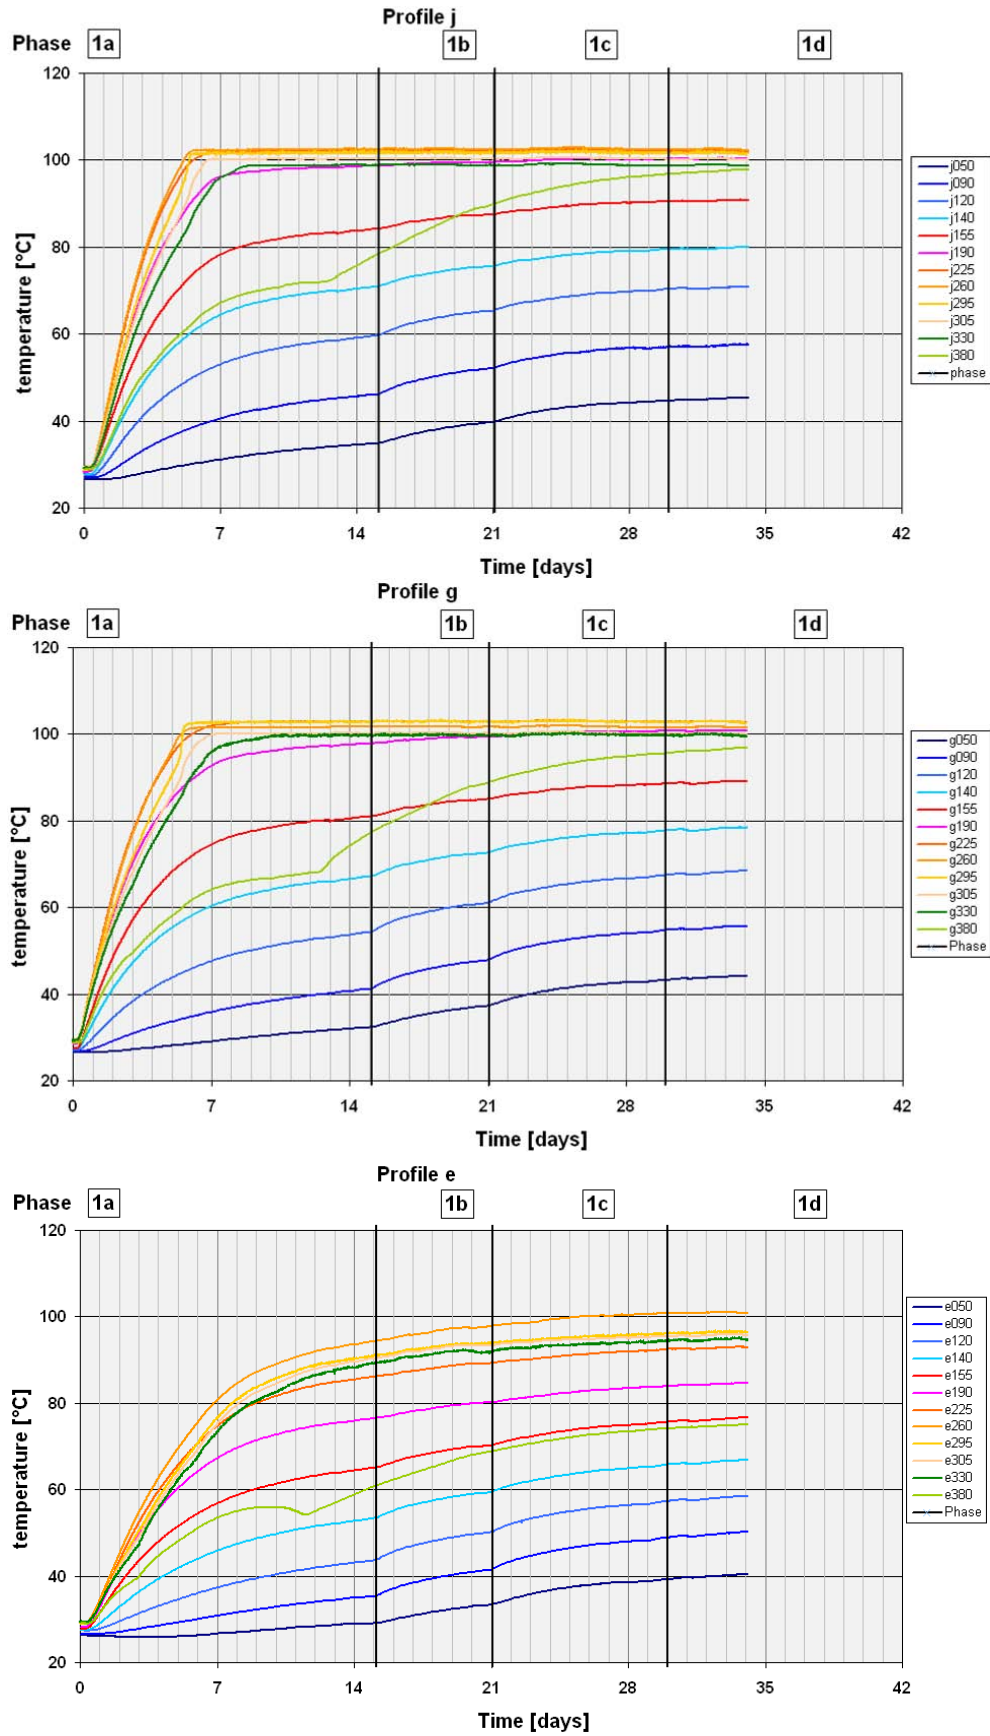 Profile j
Phase 1a 1b 1c 1d
120
100
80
60
40
20
temperature [°C]
0 7 14 21 28 35 42
Time [days]
j050
j090
j120
j140
j155
j190
j225
j260
j295
j305
j330
j380
phase
Profile g
Phase 1a 1b 1c 1d
120
100
80
60
40
20
temperature [°C]
0 7 14 21 28 35 42
Time [days]
g050
g090
g120
g140
g155
g190
g225
g260
g295
g305
g330
g380
Phase
Profile e
Phase 1a 1b 1c 1d
120
100
80
60
40
20
temperature [°C]
0 7 14 21 28 35 42
Time [days]
e050
e090
e120
e140
e155
e190
e225
e260
e295
e305
e330
e380
Phase